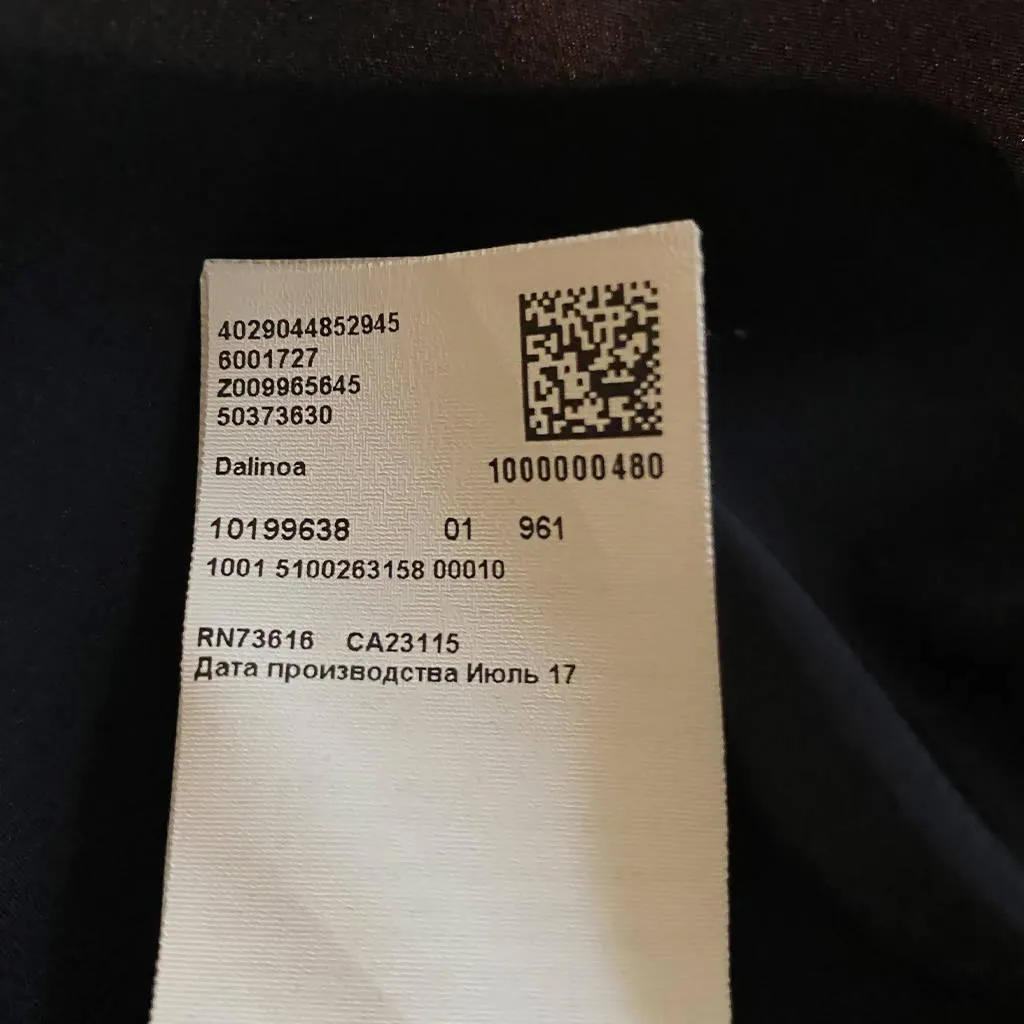 4029044852945
6001727
Z009965645
50373630
Dalinoa
1000000480
10199638 01 961
1001 5100263158 00010
RN73616 CA23115
Дата производства Июль 17